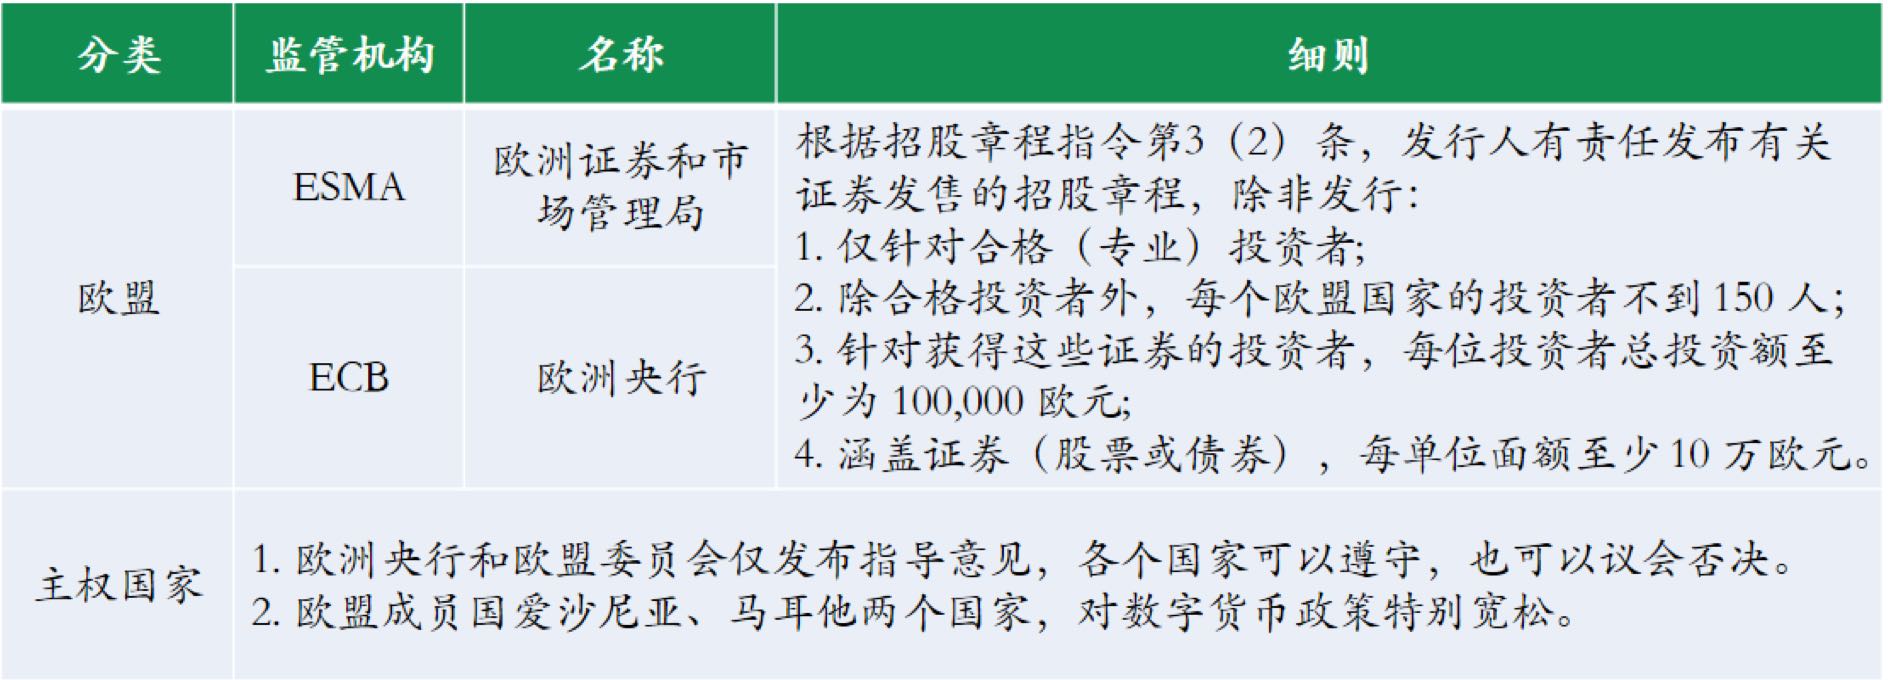 分类
监管机构
名称
细则
欧盟
ESMA
欧洲证券和市
场管理局
根据招股章程指令第3（2）条，发行人有责任发布有关
证券发售的招股章程，除非发行：
1. 仅针对合格（专业）投资者;
2. 除合格投资者外，每个欧盟国家的投资者不到 150 人；
3. 针对获得这些证券的投资者，每位投资者总投资额至
少为 100,000 欧元;
4. 涵盖证券（股票或债券），每单位面额至少 10 万欧元。
ECB
欧洲央行
主权国家
1. 欧洲央行和欧盟委员会仅发布指导意见，各个国家可以遵守，也可以议会否决。
2. 欧盟成员国爱沙尼亚、马耳他两个国家，对数字货币政策特别宽松。